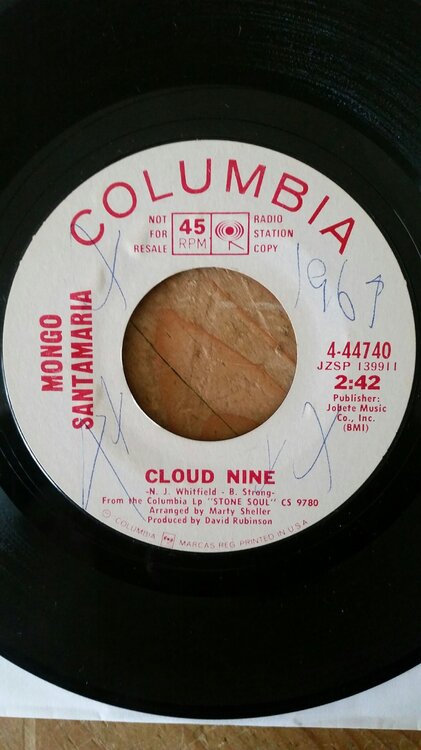 COLUMBIA
NOT
FOR
RESALE
45
RPM
RADIO
STATION
COPY
MONGO
SANTAMARIA
4-44740
JZSP 139911
2:42
Publisher:
Jobete Music
Co., Inc.
(BMI)
CLOUD NINE
-N. J. Whitfield - B. Strong-
From the Columbia Lp "STONE SOUL" CS 9780
Arranged by Marty Sheller
Produced by David Rubinson
© COLUMBIA MARCAS REG. PRINTED IN U.S.A.